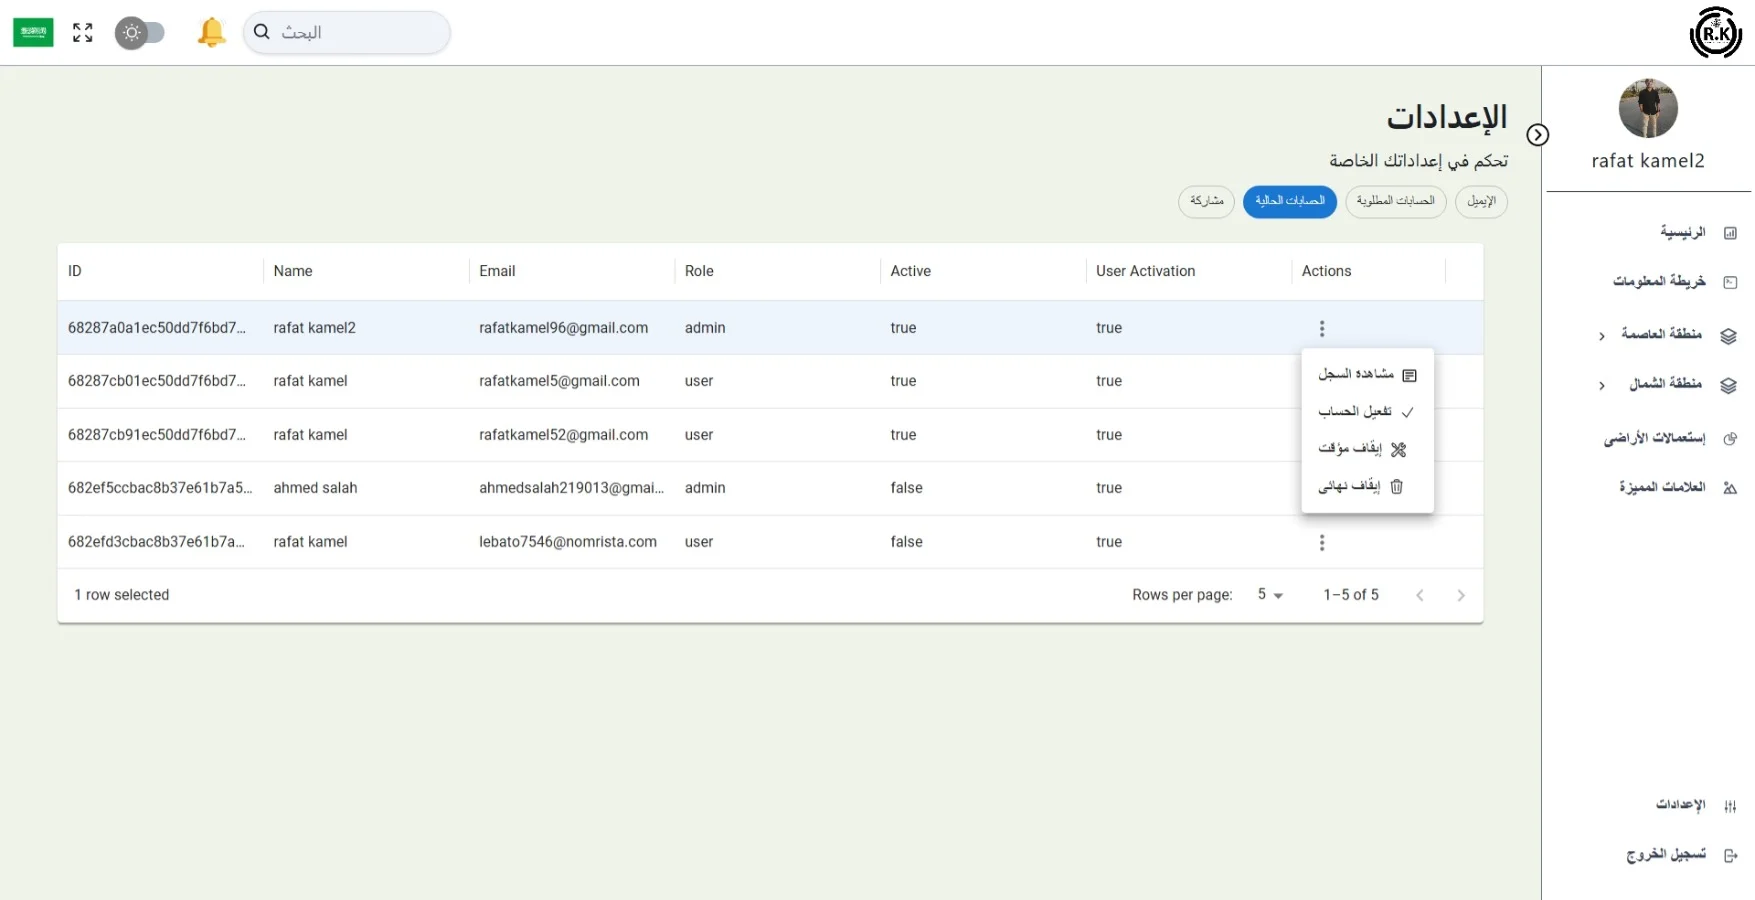 البحث
R.K
الإعدادات
تحكم في إعداداتك الخاصة
الإيميل
الحسابات المطلوبة
الحسابات الحالية
مشاركة
ID Name Email Role Active User Activation Actions
68287a0a1ec50dd7f6bd7... rafat kamel2 rafatkamel96@gmail.com admin true true
68287cb01ec50dd7f6bd7... rafat kamel rafatkamel5@gmail.com user true true
68287cb91ec50dd7f6bd7... rafat kamel rafatkamel52@gmail.com user true true
682ef5ccbac8b37e61b7a5... ahmed salah ahmedsalah219013@gmai... admin false true
682efd3cbac8b37e61b7a... rafat kamel lebato7546@nomrista.com user false true
مشاهدة السجل
تفعيل الحساب
إيقاف مؤقت
إيقاف نهائى
1 row selected
Rows per page: 5 1–5 of 5
rafat kamel2
الرئيسية
خريطة المعلومات
منطقة العاصمة
منطقة الشمال
إستعمالات الأراضى
العلامات المميزة
الإعدادات
تسجيل الخروج